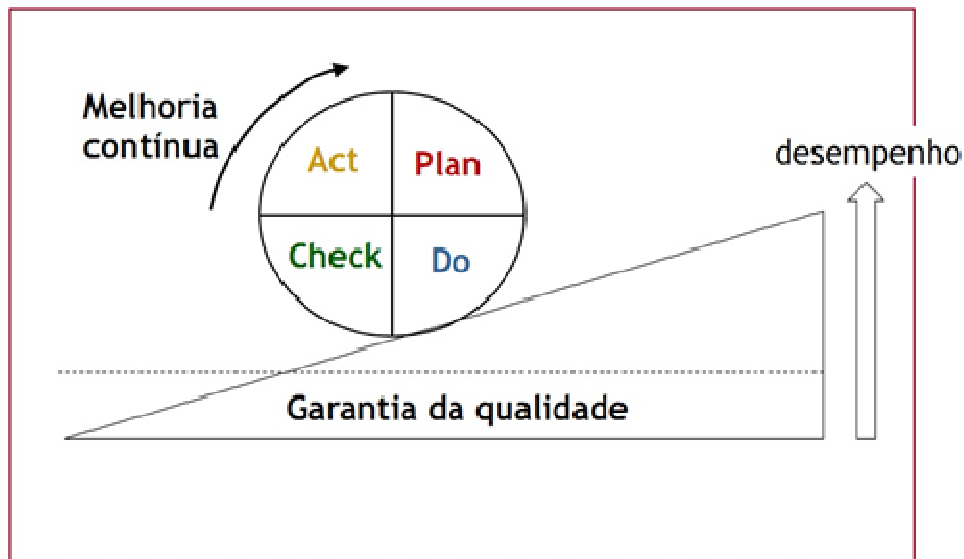 Melhoria
contínua
desempenho
Act
Plan
Check
Do
Garantia da qualidade